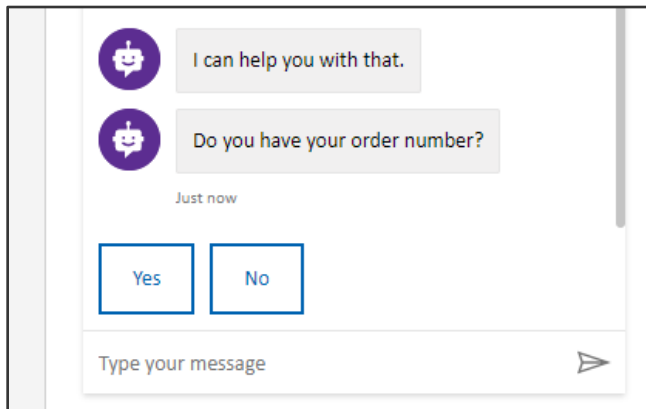 I can help you with that.
Do you have your order number?
Just now
Yes
No
Type your message